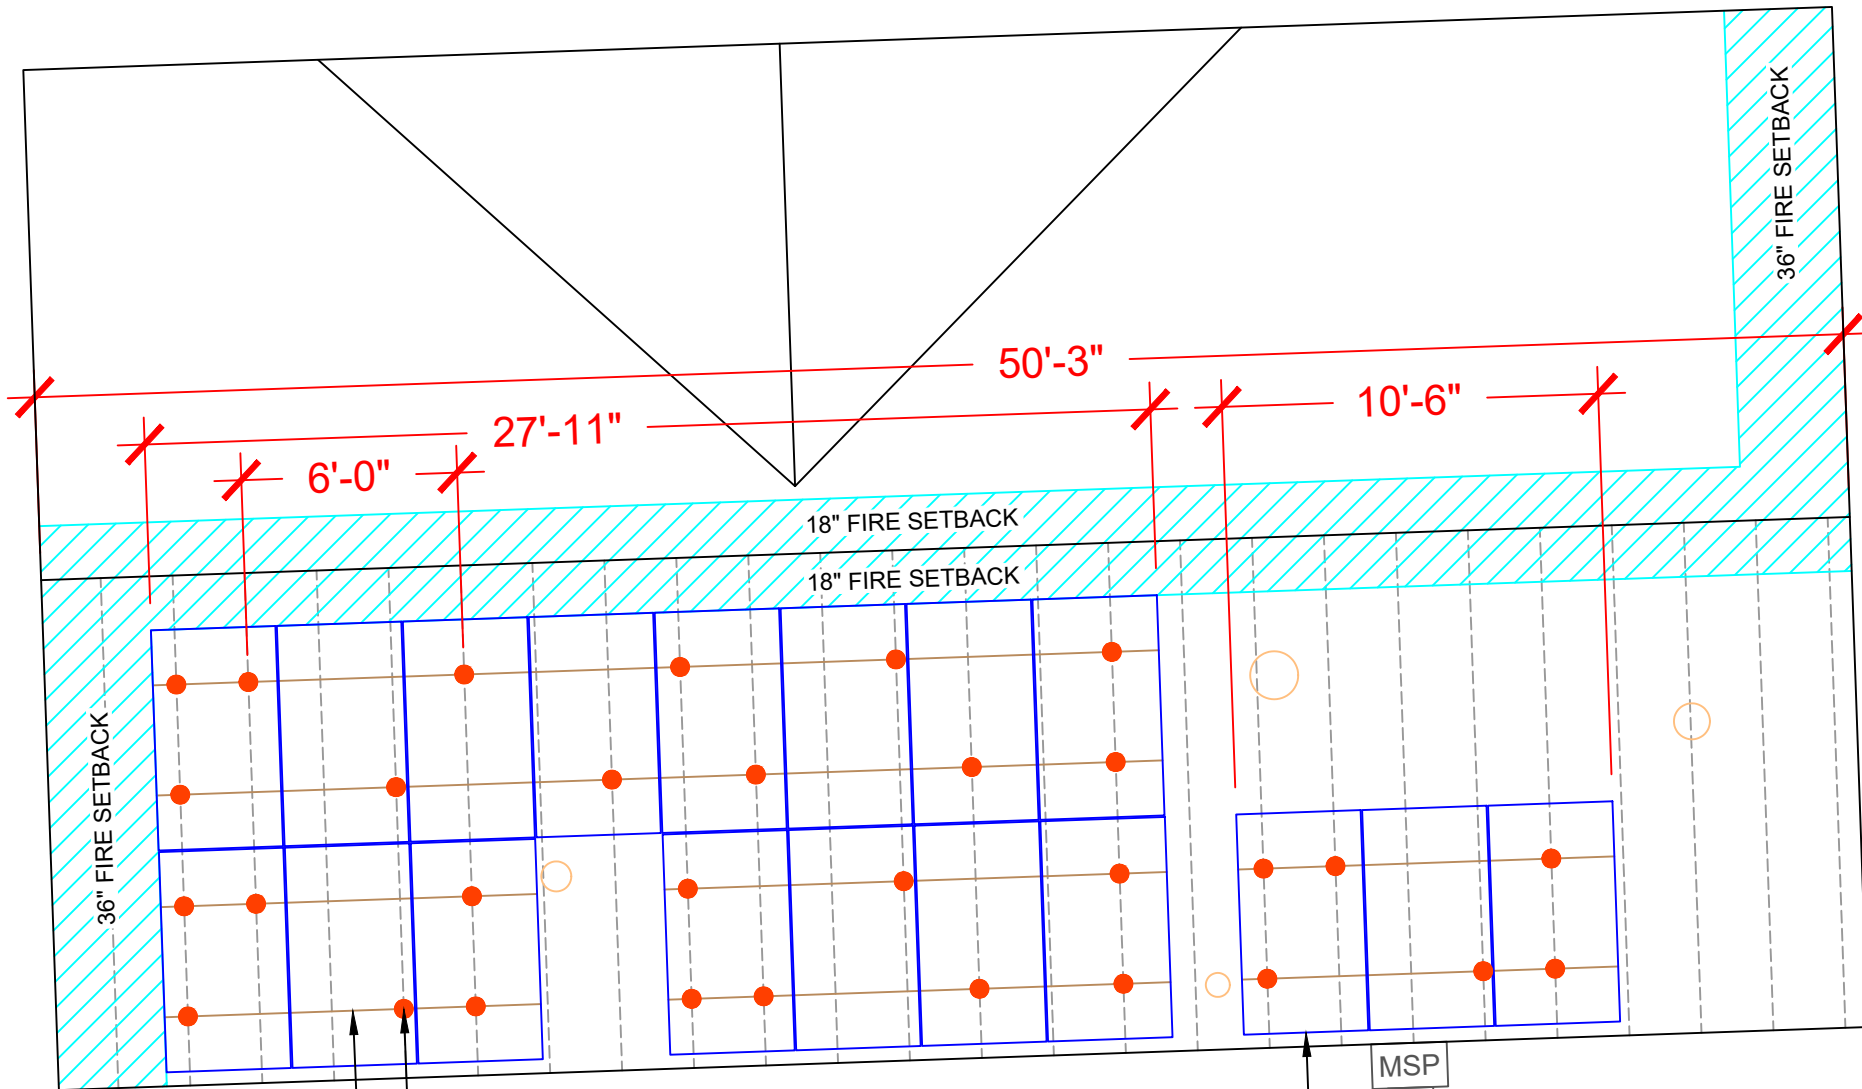 36" FIRE SETBACK
50'-3"
10'-6"
27'-11"
6'-0"
18" FIRE SETBACK
18" FIRE SETBACK
36" FIRE SETBACK
MSP